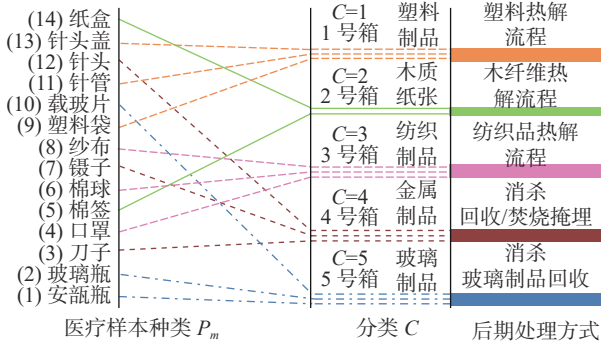 (14) 纸盒
(13) 针头盖
(12) 针头
(11) 针管
(10) 载玻片
(9) 塑料袋
(8) 纱布
(7) 镊子
(6) 棉球
(5) 棉签
(4) 口罩
(3) 刀子
(2) 玻璃瓶
(1) 安瓿瓶
医疗样本种类 Pm
C=1 塑料
1 号箱 制品
C=2 木质
2 号箱 纸张
C=3 纺织
3 号箱 制品
C=4 金属
4 号箱 制品
C=5 玻璃
5 号箱 制品
分类 C
塑料热解
流程
木纤维热
解流程
纺织品热解
流程
消杀
回收/焚烧掩埋
消杀
玻璃制品回收
后期处理方式